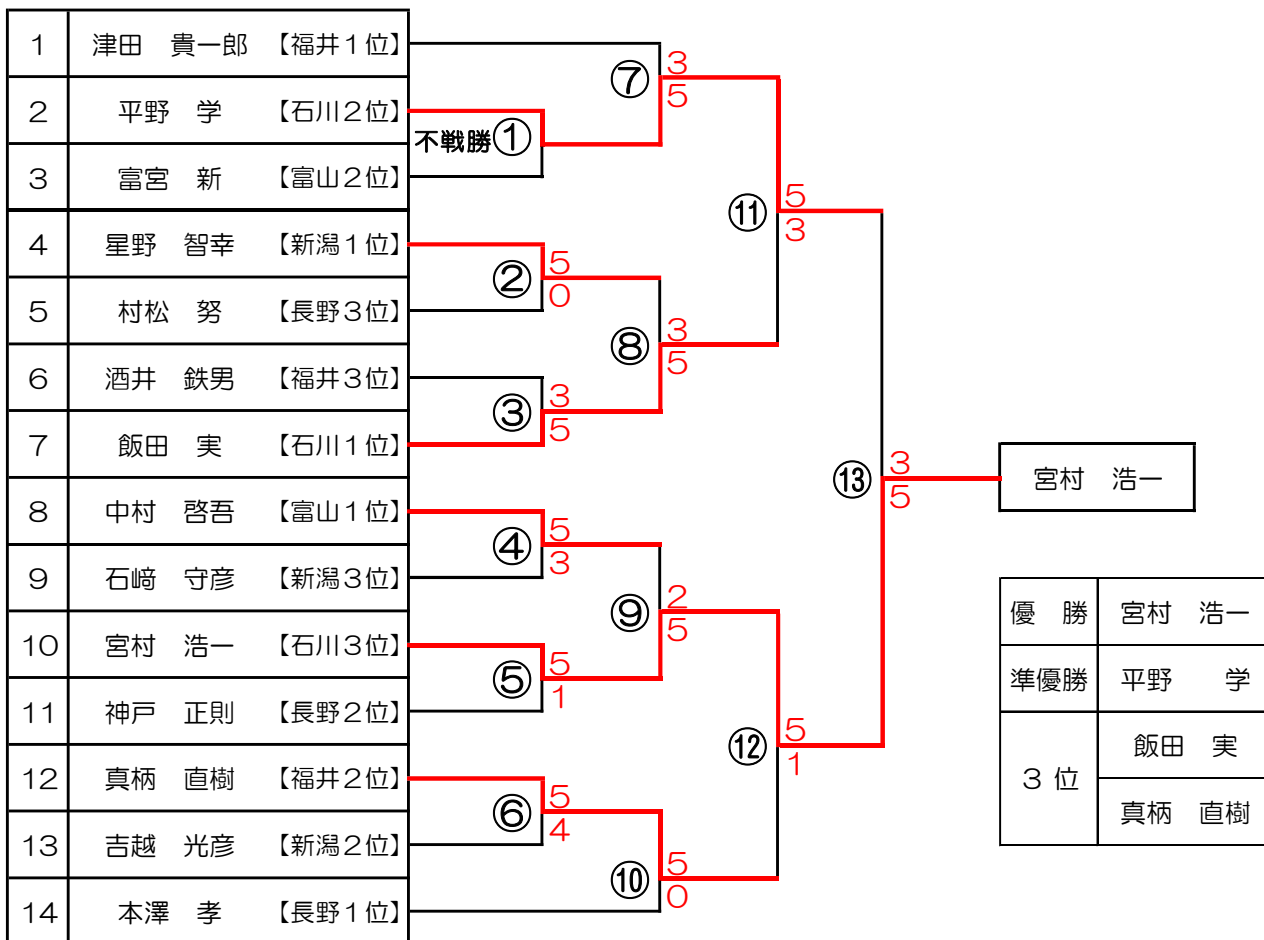 1 津田 貴一郎 【福井1位】
2 平野 学 【石川2位】
3 富宮 新 【富山2位】
4 星野 智幸 【新潟1位】
5 村松 努 【長野3位】
6 酒井 鉄男 【福井3位】
7 飯田 実 【石川1位】
8 中村 啓吾 【富山1位】
9 石﨑 守彦 【新潟3位】
10 宮村 浩一 【石川3位】
11 神戸 正則 【長野2位】
12 真柄 直樹 【福井2位】
13 吉越 光彦 【新潟2位】
14 本澤 孝 【長野1位】
不戦勝①
② 5
0
③ 3
5
④ 5
3
⑤ 5
1
⑥ 5
4
⑦ 3
5
⑧ 3
5
⑨ 2
5
⑩ 5
0
⑪ 5
3
⑫ 5
1
⑬ 3
5
宮村 浩一
優 勝 宮村 浩一
準優勝 平野 学
3 位 飯田 実
真柄 直樹